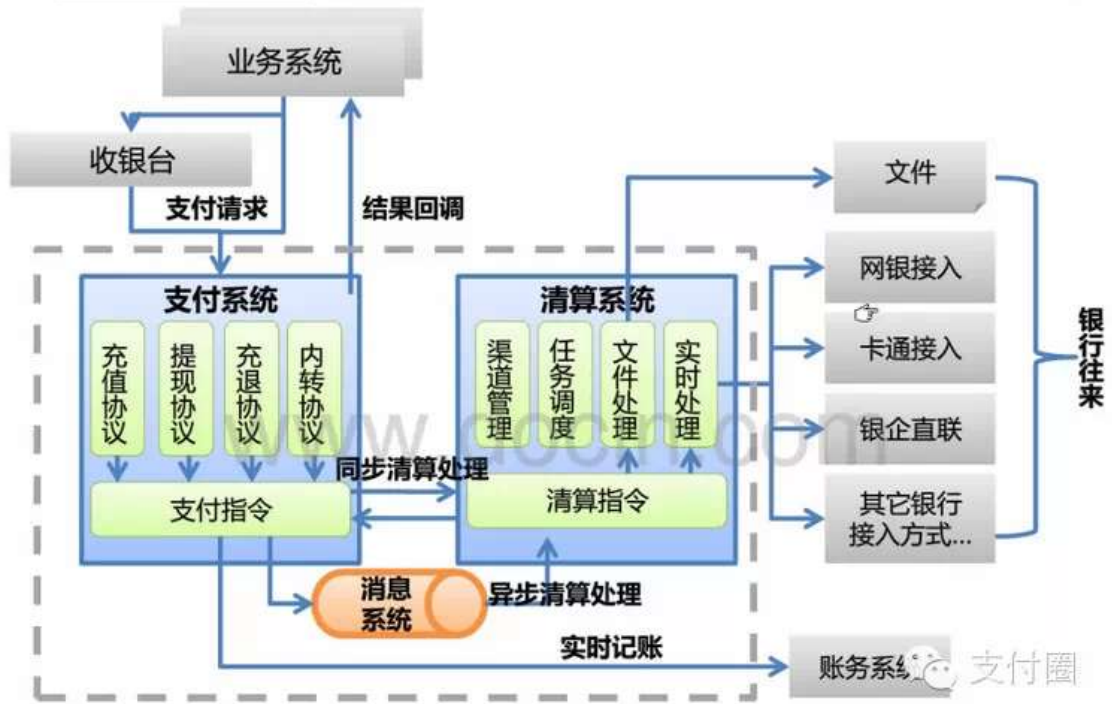 业务系统
收银台
支付请求
结果回调
文件
支付系统
清算系统
网银接入
充值协议
提现协议
充退协议
内转协议
渠道管理
任务调度
文件处理
实时处理
卡通接入
银行往来
www.docin.com
银企直联
同步清算处理
支付指令
清算指令
其它银行
接入方式...
消息
系统
异步清算处理
实时记账
账务系统
支付圈